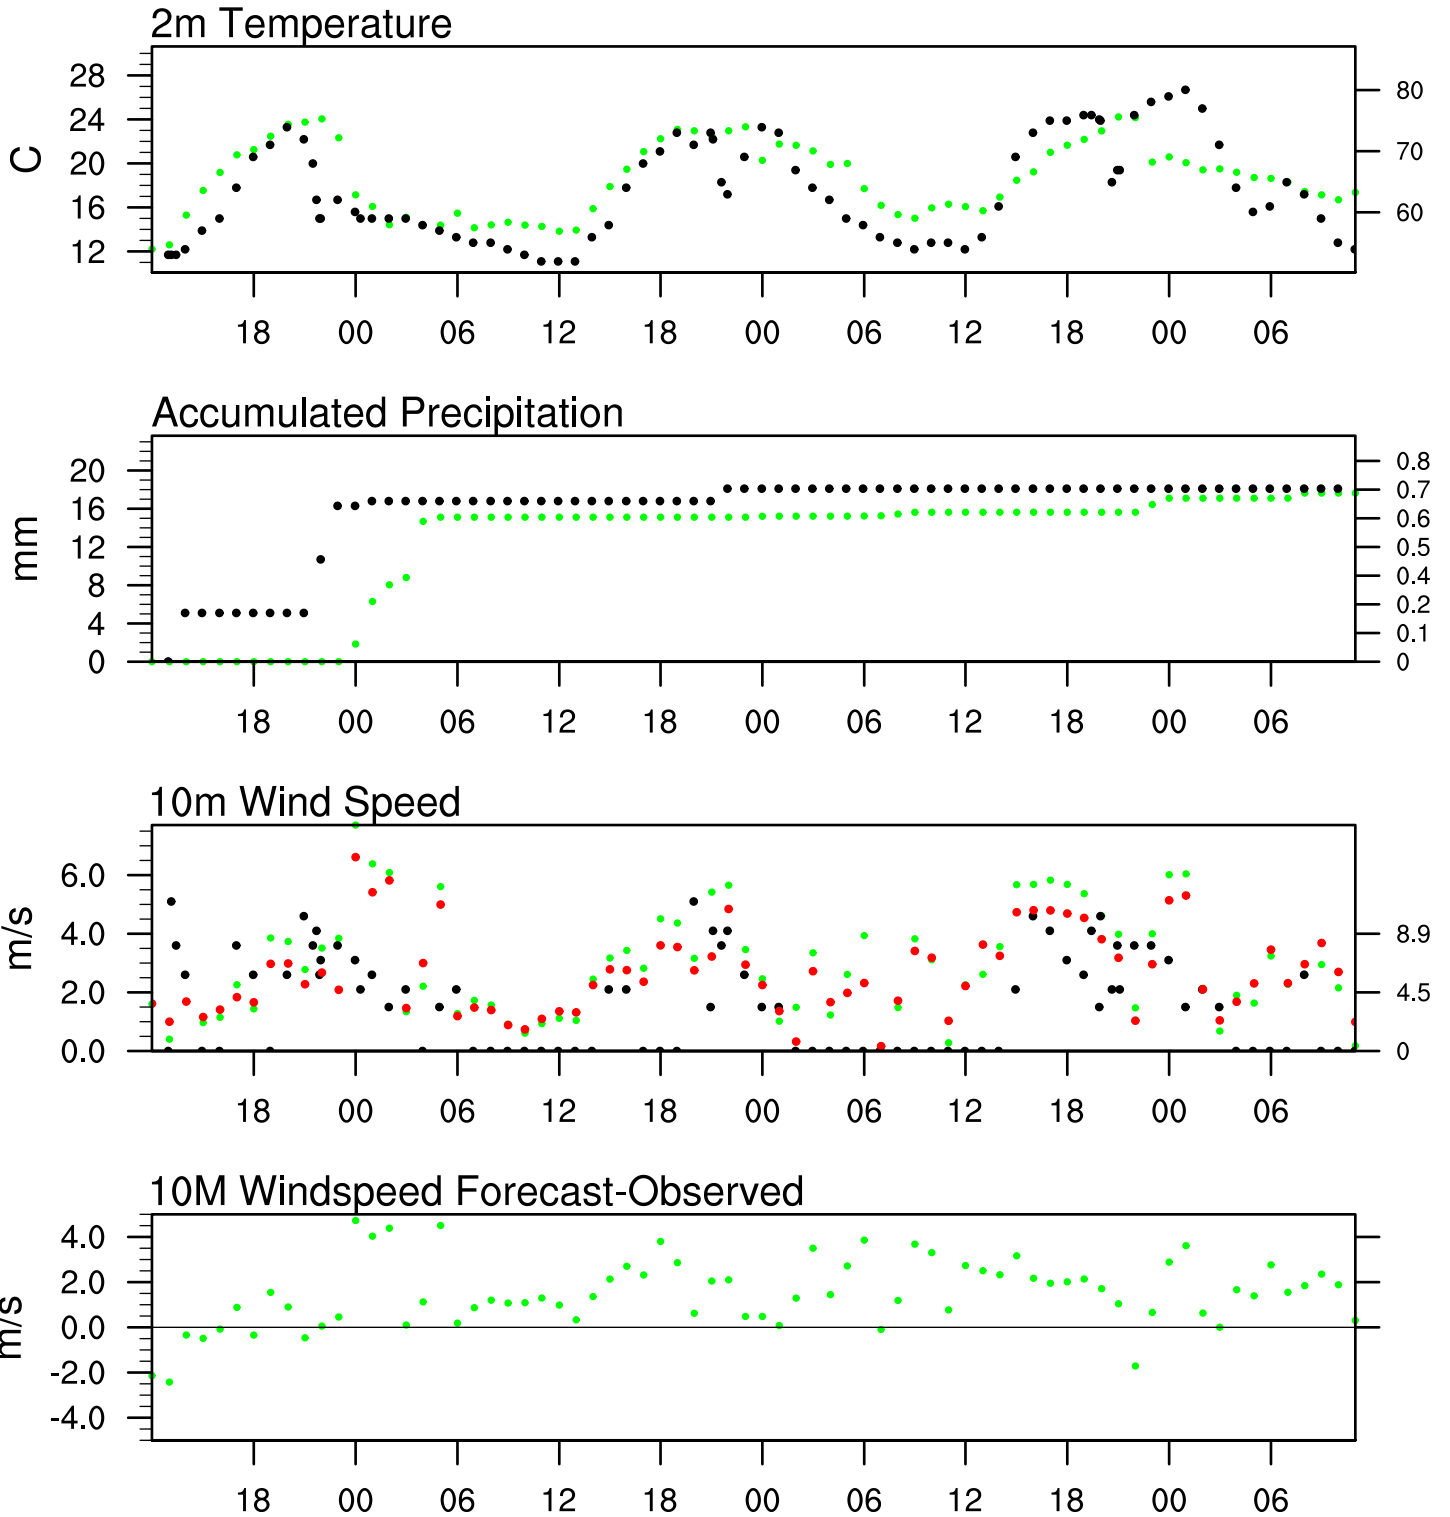 2m Temperature
C
28
24
20
16
12
80
70
60
18 00 06 12 18 00 06 12 18 00 06
Accumulated Precipitation
mm
20
16
12
8
4
0
0.8
0.7
0.6
0.5
0.4
0.2
0.1
0
18 00 06 12 18 00 06 12 18 00 06
10m Wind Speed
m/s
6.0
4.0
2.0
0.0
8.9
4.5
0
18 00 06 12 18 00 06 12 18 00 06
10M Windspeed Forecast-Observed
m/s
4.0
2.0
0.0
-2.0
-4.0
18 00 06 12 18 00 06 12 18 00 06